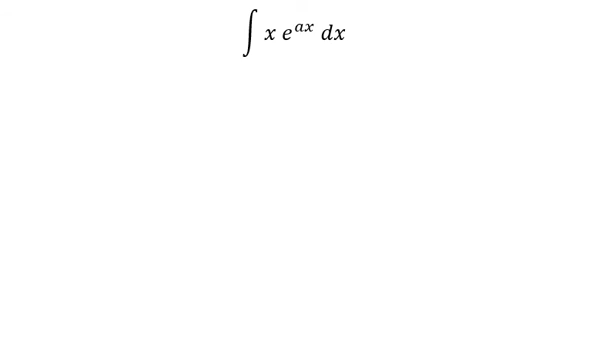 ∫ x e^{ax} dx